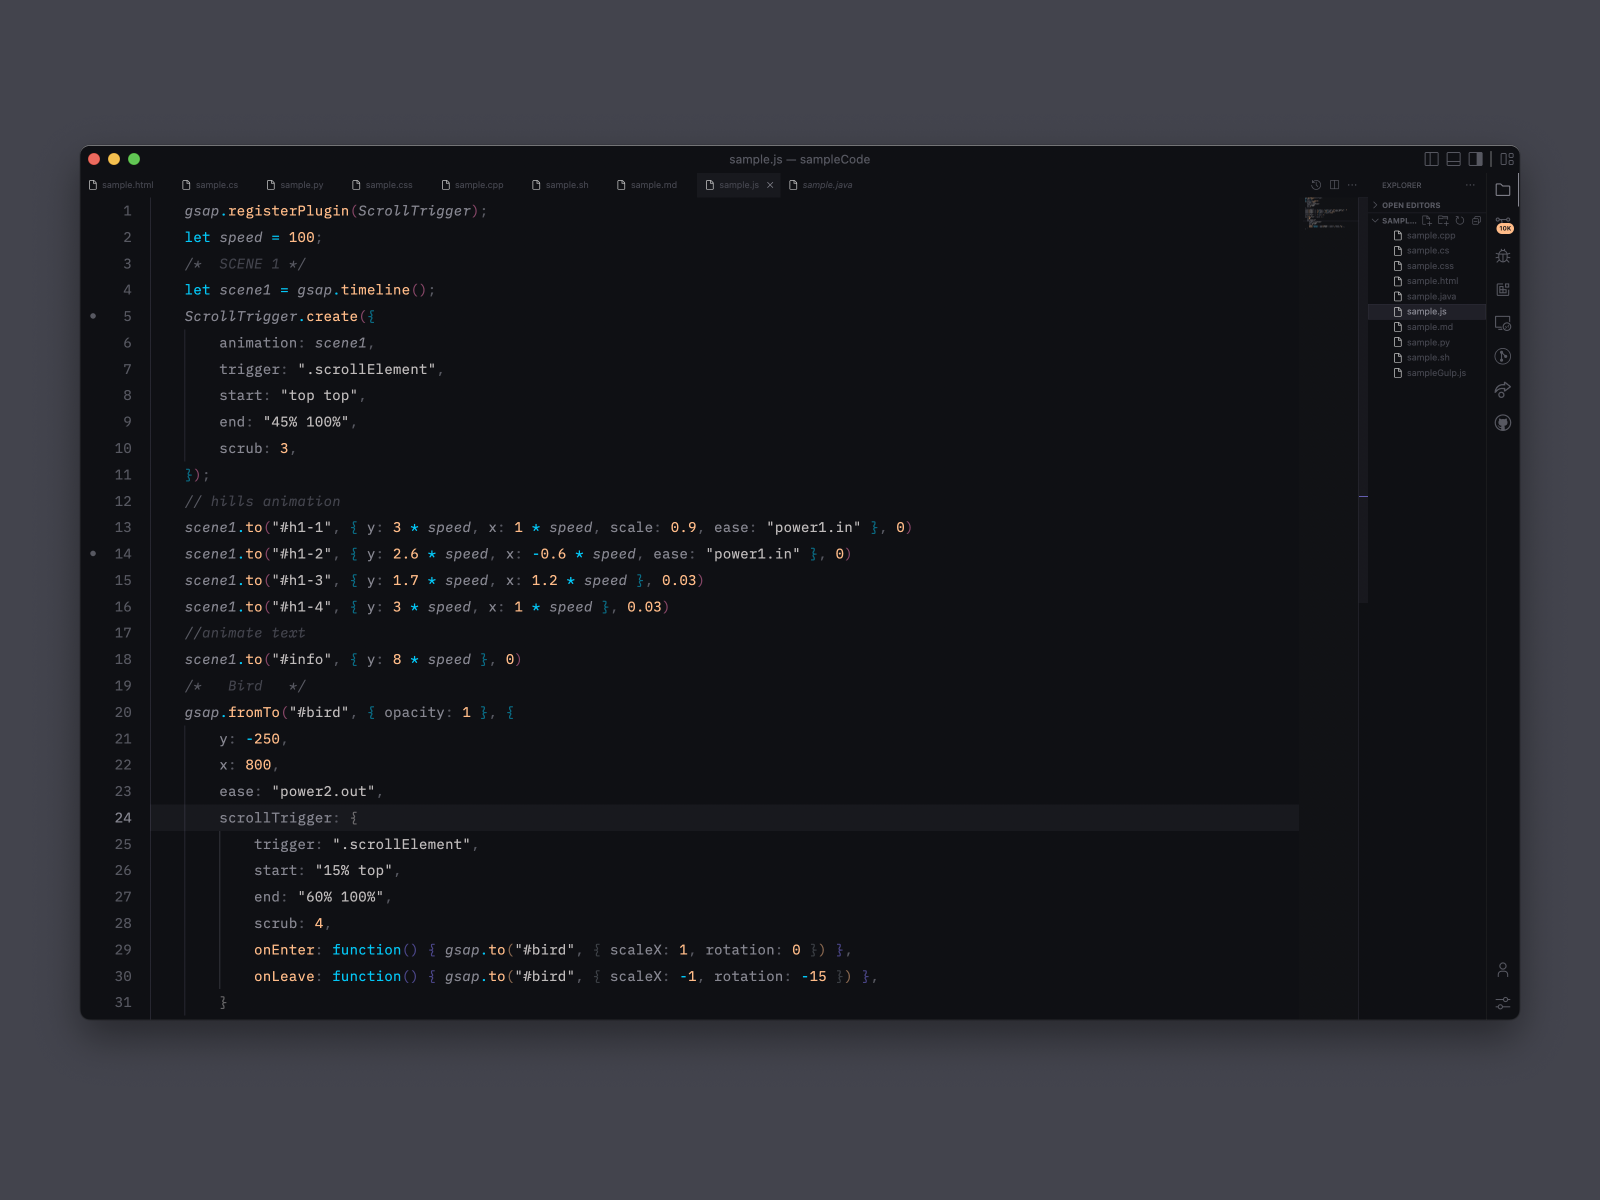 sample.js — sampleCode
sample.html sample.cs sample.py sample.css sample.cpp sample.sh sample.md sample.js sample.java
1 gsap.registerPlugin(ScrollTrigger);
2 let speed = 100;
3 /*  SCENE 1 */
4 let scene1 = gsap.timeline();
5 ScrollTrigger.create({
6     animation: scene1,
7     trigger: ".scrollElement",
8     start: "top top",
9     end: "45% 100%",
10     scrub: 3,
11 });
12 // hills animation
13 scene1.to("#h1-1", { y: 3 * speed, x: 1 * speed, scale: 0.9, ease: "power1.in" }, 0)
14 scene1.to("#h1-2", { y: 2.6 * speed, x: -0.6 * speed, ease: "power1.in" }, 0)
15 scene1.to("#h1-3", { y: 1.7 * speed, x: 1.2 * speed }, 0.03)
16 scene1.to("#h1-4", { y: 3 * speed, x: 1 * speed }, 0.03)
17 //animate text
18 scene1.to("#info", { y: 8 * speed }, 0)
19 /*   Bird   */
20 gsap.fromTo("#bird", { opacity: 1 }, {
21     y: -250,
22     x: 800,
23     ease: "power2.out",
24     scrollTrigger: {
25         trigger: ".scrollElement",
26         start: "15% top",
27         end: "60% 100%",
28         scrub: 4,
29         onEnter: function() { gsap.to("#bird", { scaleX: 1, rotation: 0 }) },
30         onLeave: function() { gsap.to("#bird", { scaleX: -1, rotation: -15 }) },
31     }
EXPLORER
OPEN EDITORS
SAMPL...
sample.cpp
sample.cs
sample.css
sample.html
sample.java
sample.js
sample.md
sample.py
sample.sh
sampleGulp.js
10K